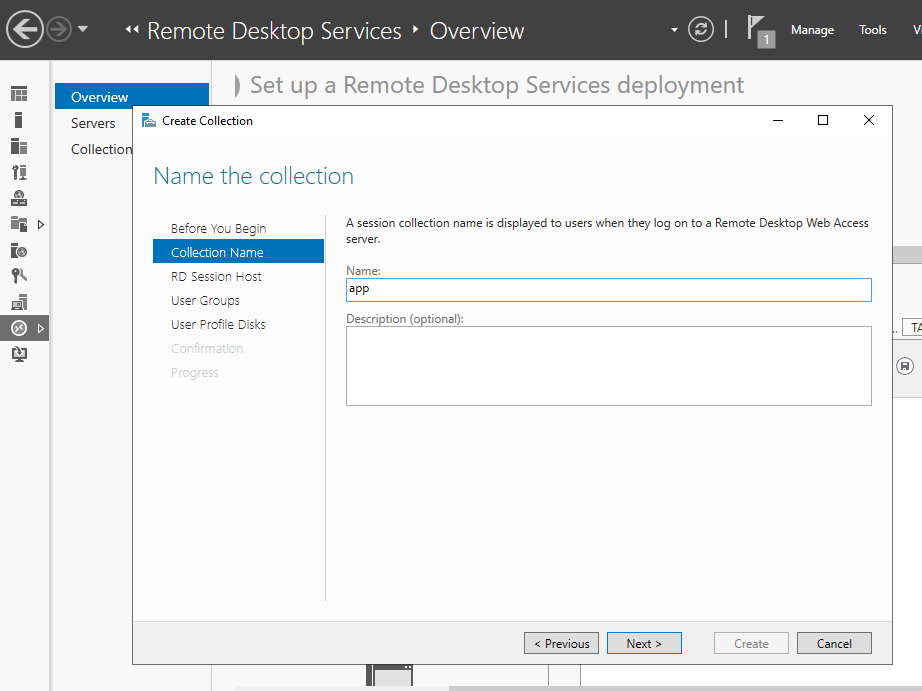 Remote Desktop Services
Overview
1
Manage
Tools
Set up a Remote Desktop Services deployment
Overview
Servers
Collection
Create Collection
Name the collection
Before You Begin
Collection Name
RD Session Host
User Groups
User Profile Disks
Confirmation
Progress
A session collection name is displayed to users when they log on to a Remote Desktop Web Access
server.
Name:
app
Description (optional):
< Previous
Next >
Create
Cancel